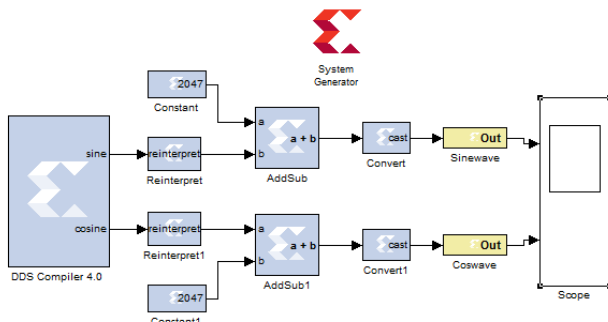 System
Generator
2047
Constant
a
a + b
b
AddSub
sine
reinterpret
Reinterpret
cast
Convert
Out
Sinewave
cosine
reinterpret
Reinterpret1
a
a + b
b
AddSub1
cast
Convert1
Out
Coswave
DDS Compiler 4.0
2047
Constant1
Scope